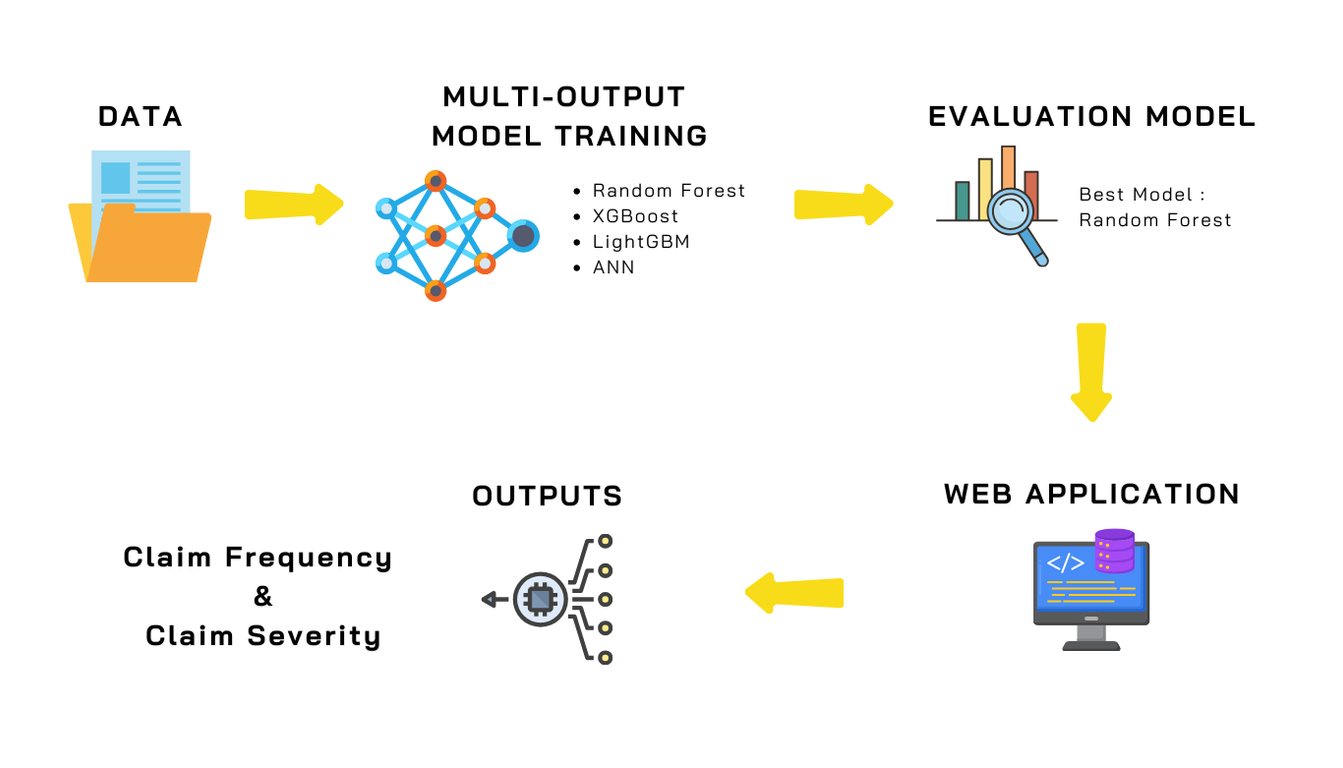 DATA
MULTI-OUTPUT
MODEL TRAINING
• Random Forest
• XGBoost
• LightGBM
• ANN
EVALUATION MODEL
Best Model :
Random Forest
WEB APPLICATION
</>
OUTPUTS
Claim Frequency
&
Claim Severity